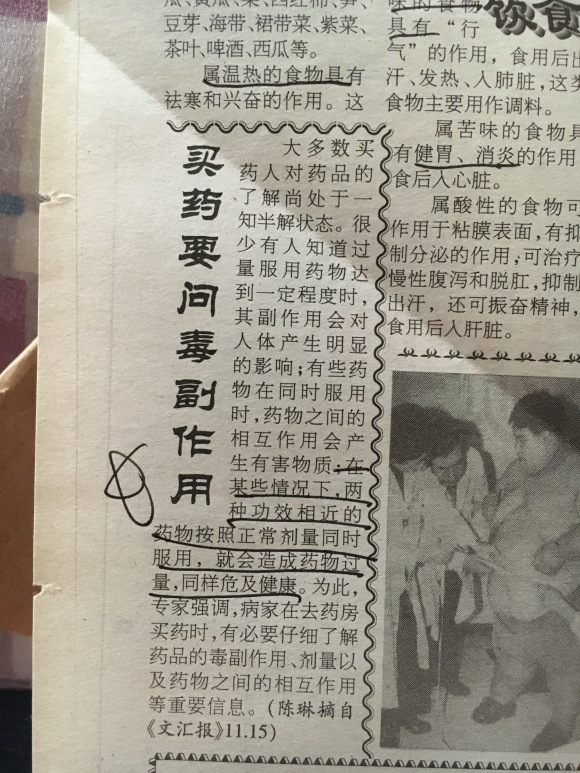 瓜、黄瓜、菜、西红柿、笋、
豆芽、海带、裙带菜、紫菜、
茶叶、啤酒、西瓜等。
属温热的食物具有
祛寒和兴奋的作用。这
味的食物
具有“行
气”的作用，食用后出
汗、发热、入肺脏，这类
食物主要用作调料。
属苦味的食物具
有健胃、消炎的作用
食后入心脏。
属酸性的食物可
作用于粘膜表面，有抑
制分泌的作用，可治疗
慢性腹泻和脱肛，抑制
出汗，还可振奋精神，
食用后入肝脏。
饮食
买药要问毒副作用
大多数买
药人对药品的
了解尚处于一
知半解状态。很
少有人知道过
量服用药物达
到一定程度时，
其副作用会对
人体产生明显
的影响；有些药
物在同时服用
时，药物之间的
相互作用会产
生有害物质；在
某些情况下，两
种功效相近的
药物按照正常剂量同时
服用，就会造成药物过
量，同样危及健康。为此，
专家强调，病家在去药房
买药时，有必要仔细了解
药品的毒副作用、剂量以
及药物之间的相互作用
等重要信息。(陈琳摘自
《文汇报》11.15)